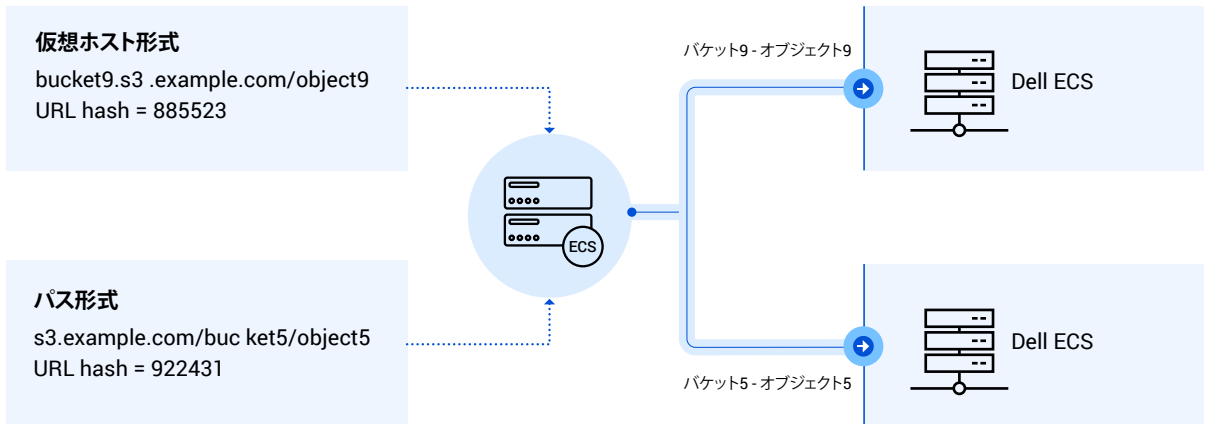 仮想ホスト形式
bucket9.s3 .example.com/object9
URL hash = 885523
バケット9 - オブジェクト9
Dell ECS
ECS
パス形式
s3.example.com/buc ket5/object5
URL hash = 922431
バケット5 - オブジェクト5
Dell ECS